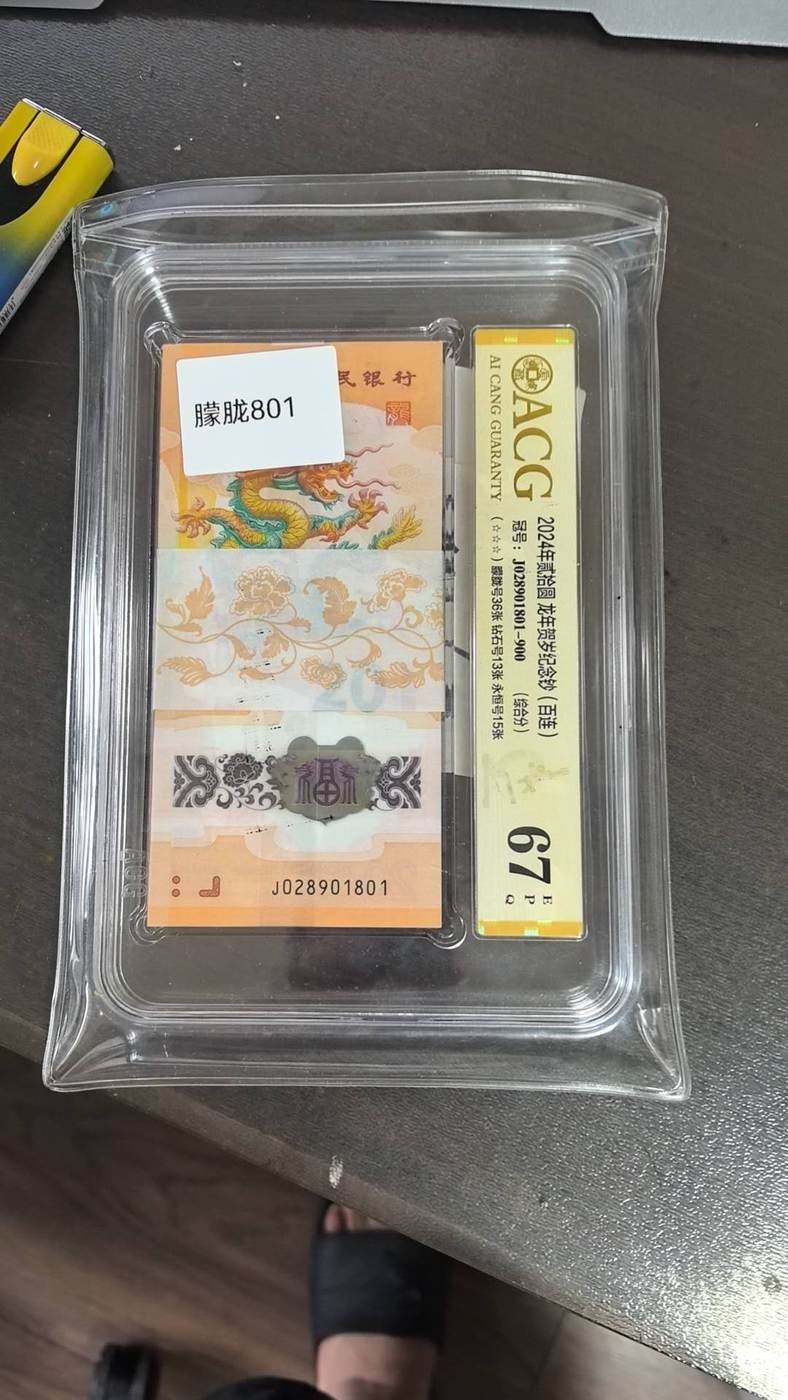 民银行
朦胧801
J028901801
福
20
ACG
AI CANG GUARANTY
2024年贰拾圆 龙年贺岁纪念钞（百连）
冠号：J028901801-900 （综合分）
（☆☆☆）朦胧号36张 钻石号13张 永恒号15张
67
E
P
Q